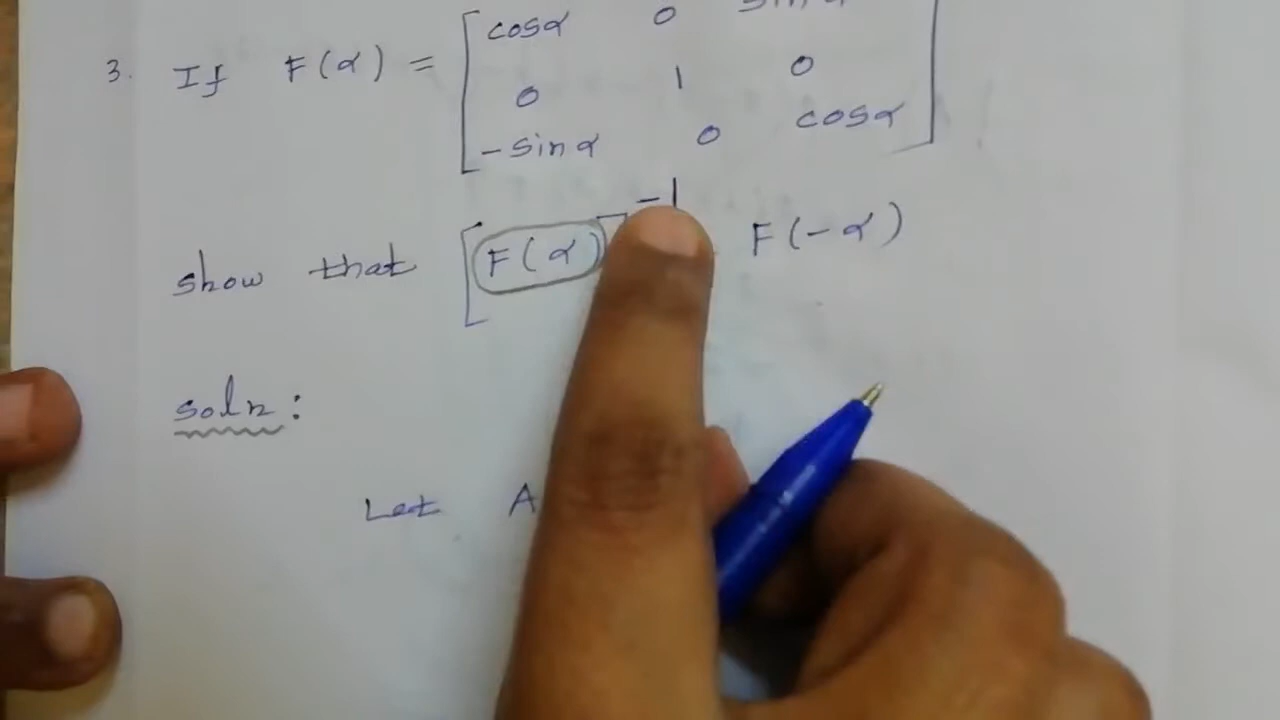 cosα 0 sinα
3. If F(α) =
0 1 0
-sinα 0 cosα
show that [F(α)]-1 F(-α)
soln:
Let A